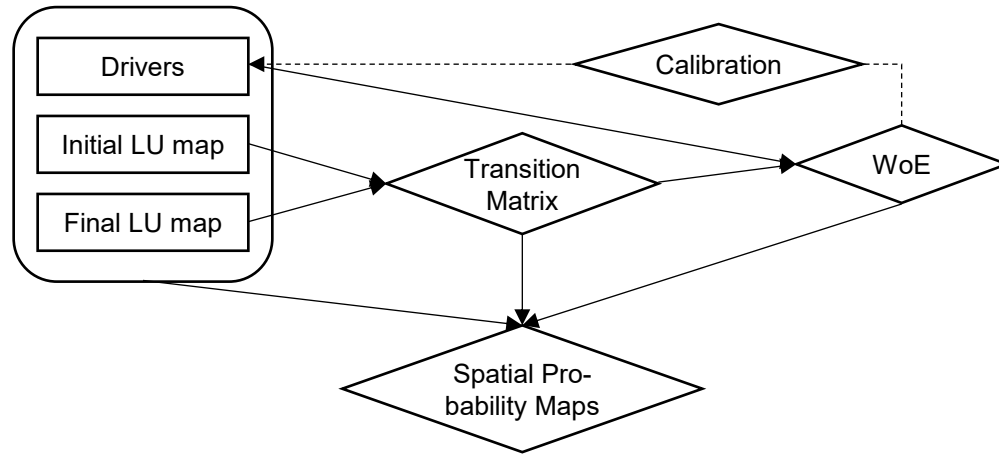 Drivers
Calibration
Initial LU map
Transition
Matrix
WoE
Final LU map
Spatial Pro-
bability Maps